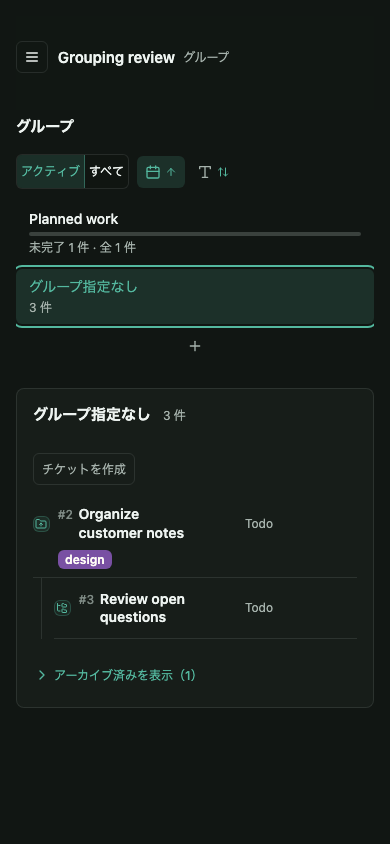 Grouping review グループ
グループ
アクティブ すべて
Planned work
未完了 1 件 · 全 1 件
グループ指定なし
3 件
グループ指定なし 3 件
チケットを作成
#2 Organize customer notes Todo
design
#3 Review open questions Todo
アーカイブ済みを表示（1）